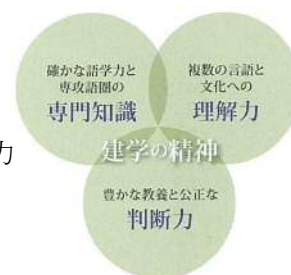 確かな語学力と
専攻語圏の
専門知識
複数の言語と
文化への
理解力
力
建学の精神
豊かな教養と公正な
判断力